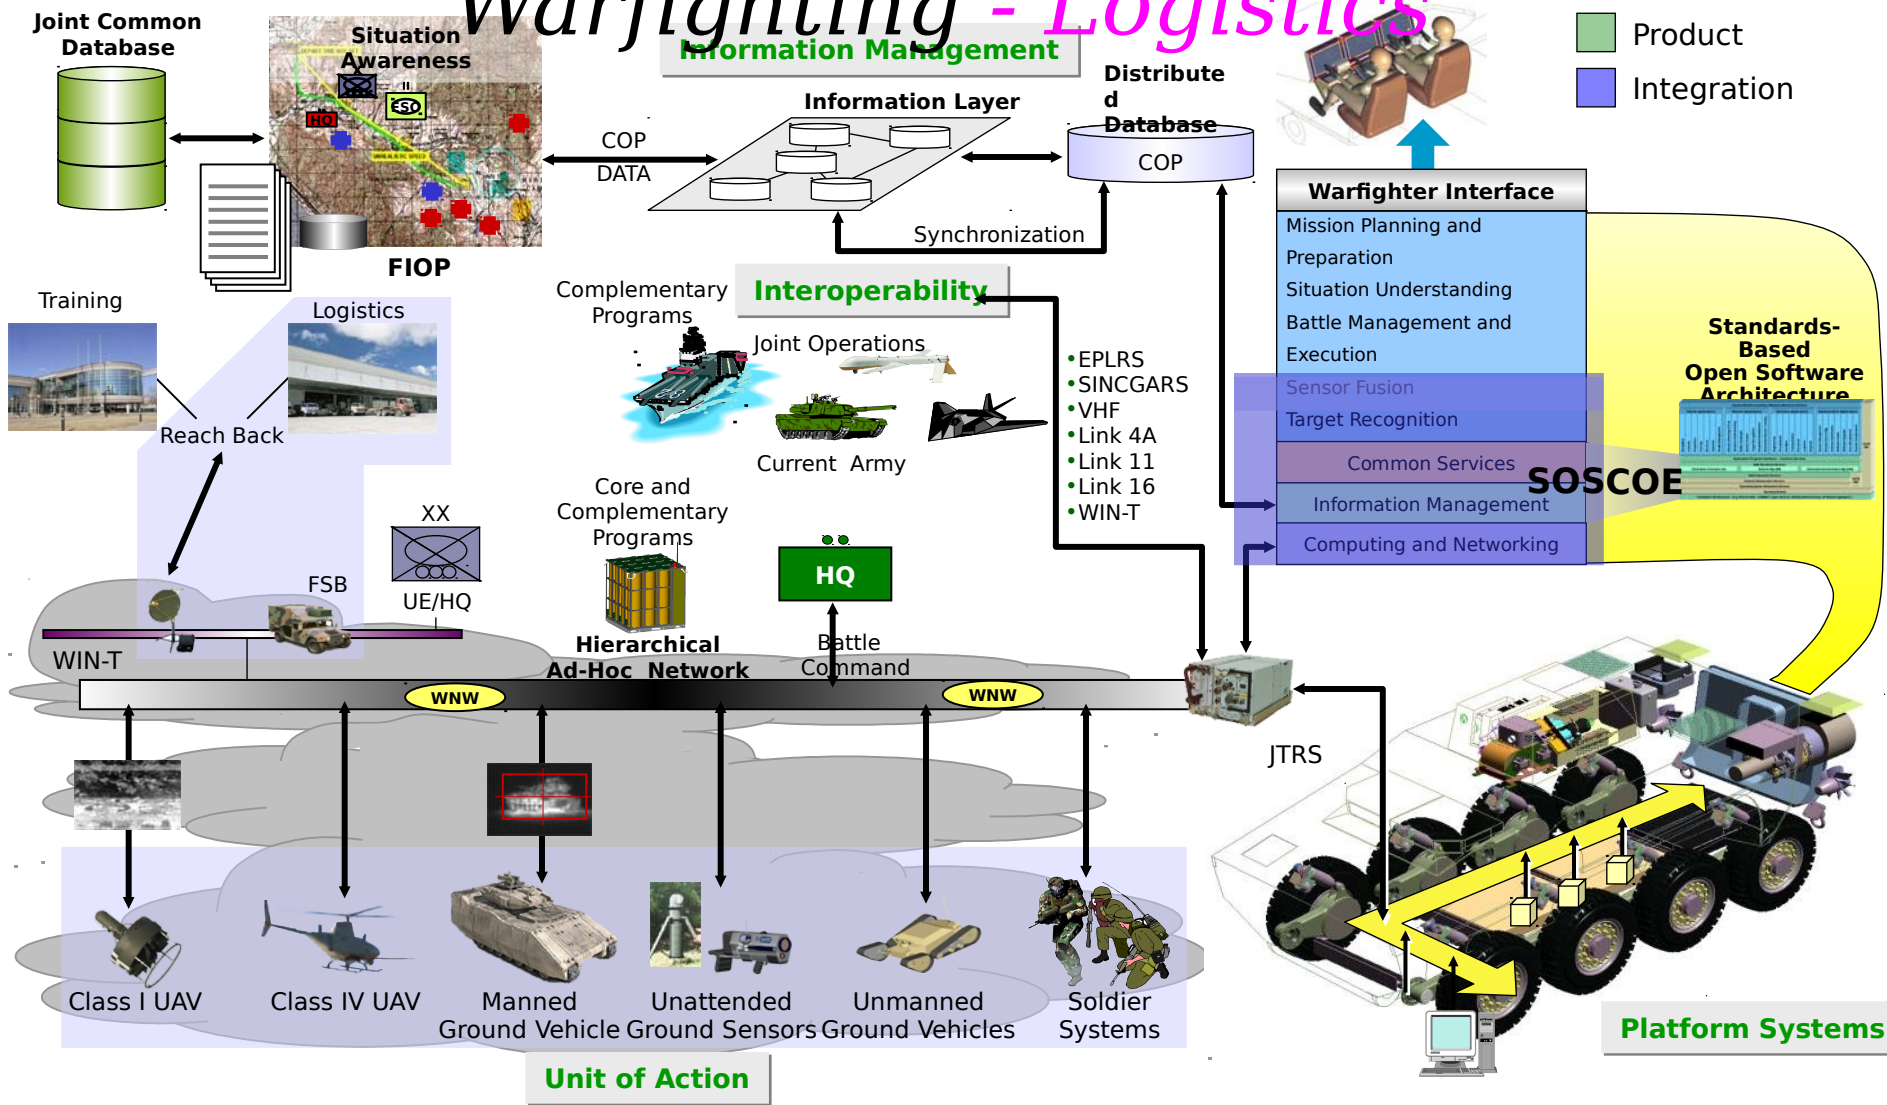 Warfighting - Logistics
Joint Common
Database
Situation
Awareness
HQ
II
ESC
UNREALISTIC SPEED
FIOP
Information Management
Information Layer
COP
DATA
Distribute
d
Database
COP
Synchronization
Product
Integration
Warfighter Interface
Mission Planning and
Preparation
Situation Understanding
Battle Management and
Execution
Sensor Fusion
Target Recognition
Common Services
Information Management
Computing and Networking
Standards-
Based
Open Software
Architecture
SOSCOE
Training
Logistics
Reach Back
Complementary
Programs
Interoperability
Joint Operations
Current Army
•EPLRS
•SINCGARS
•VHF
•Link 4A
•Link 11
•Link 16
•WIN-T
Core and
Complementary
Programs
XX
UE/HQ
FSB
WIN-T
HQ
Hierarchical
Ad-Hoc Network
Battle
Command
WNW
WNW
JTRS
Class I UAV
Class IV UAV
Manned
Ground Vehicle
Unattended
Ground Sensors
Unmanned
Ground Vehicles
Soldier
Systems
Unit of Action
Platform Systems